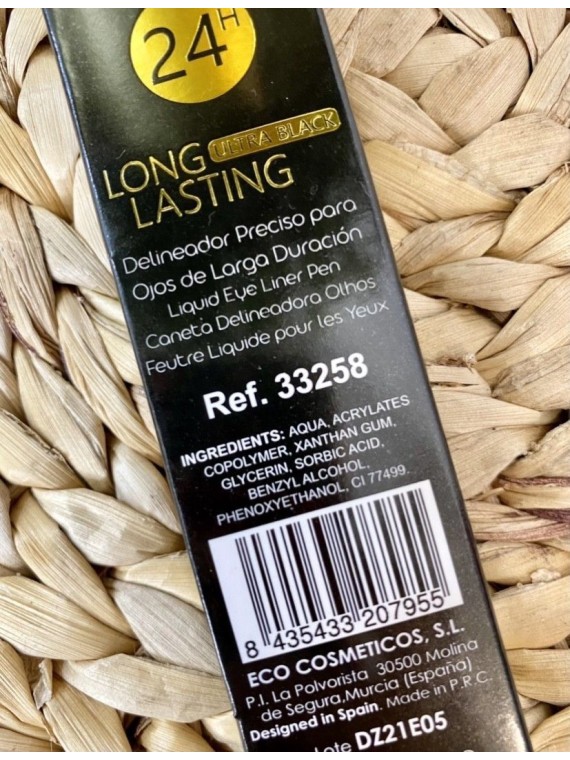 24H
LONG ULTRA BLACK
LASTING
Delineador Preciso para
Ojos de Larga Duración
Liquid Eye Liner Pen
Caneta Delineadora Olhos
Feutre Liquide pour les Yeux
Ref. 33258
INGREDIENTS: AQUA, ACRYLATES
COPOLYMER, XANTHAN GUM,
GLYCERIN, SORBIC ACID,
BENZYL ALCOHOL,
PHENOXYETHANOL, CI 77499.
8 435433 207955
ECO COSMETICOS, S.L.
P.I. La Polvorista 30500 Molina
de Segura,Murcia (España)
Designed in Spain. Made in P.R.C.
Lote DZ21E05